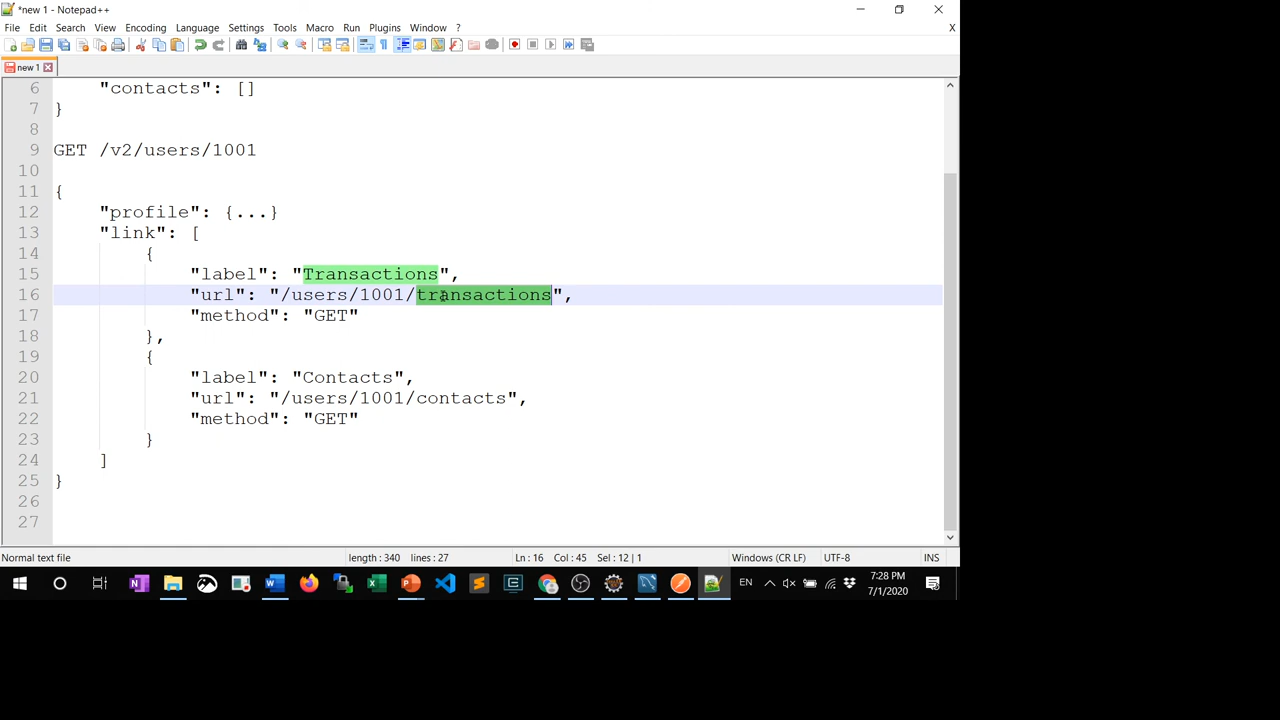 *new 1 - Notepad++
File Edit Search View Encoding Language Settings Tools Macro Run Plugins Window ? X
new 1
6 "contacts": []
7 }
8
9 GET /v2/users/1001
10
11 {
12 "profile": {...}
13 "link": [
14 {
15 "label": "Transactions",
16 "url": "/users/1001/transactions",
17 "method": "GET"
18 },
19 {
20 "label": "Contacts",
21 "url": "/users/1001/contacts",
22 "method": "GET"
23 }
24 ]
25 }
26
27
Normal text file length : 340 lines : 27 Ln : 16 Col : 45 Sel : 12 | 1 Windows (CR LF) UTF-8 INS
EN 7:28 PM
7/1/2020